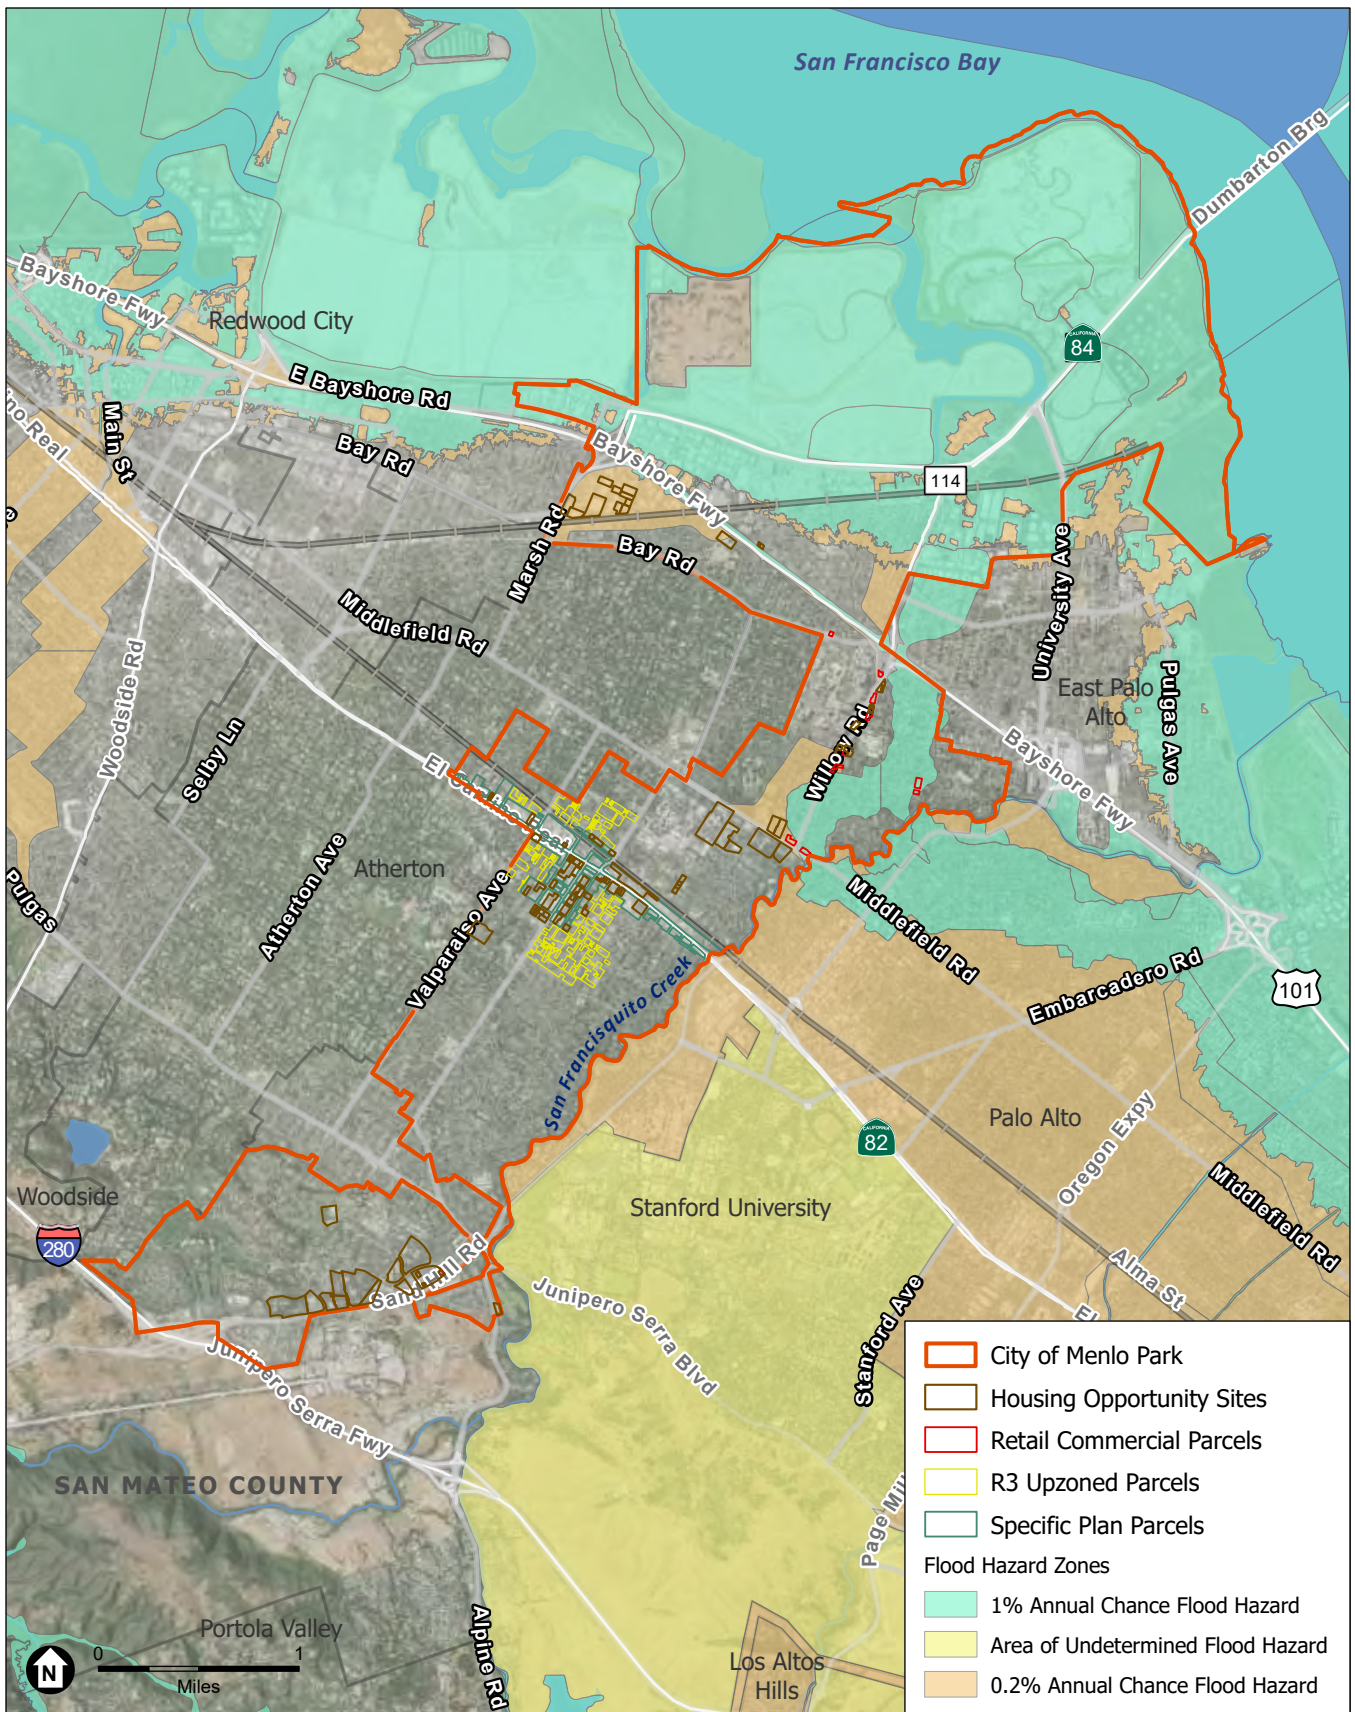 San Francisco Bay
Dumbarton Brg
Bayshore Fwy
Redwood City
CALIFORNIA
84
E Bayshore Rd
Main St
Bay Rd
Bayshore Fwy
114
Marsh Rd
Bay Rd
University Ave
Middlefield Rd
Woodside Rd
East Palo
Alto
Pulgas Ave
Selby Ln
Willow Rd
Bayshore Fwy
Atherton
Atherton Ave
Valparaiso Ave
Pulgas
Middlefield Rd
Embarcadero Rd
101
San Francisquito Creek
Palo Alto
Oregon Expy
CALIFORNIA
82
Woodside
280
Stanford University
Middlefield Rd
Sand Hill Rd
Alma St
Junipero Serra Blvd
Stanford Ave
El
Junipero Serra Fwy
SAN MATEO COUNTY
Page Mill
Portola Valley
Alpine Rd
Los Altos
Hills
N
0 1
Miles
City of Menlo Park
Housing Opportunity Sites
Retail Commercial Parcels
R3 Upzoned Parcels
Specific Plan Parcels
Flood Hazard Zones
1% Annual Chance Flood Hazard
Area of Undetermined Flood Hazard
0.2% Annual Chance Flood Hazard